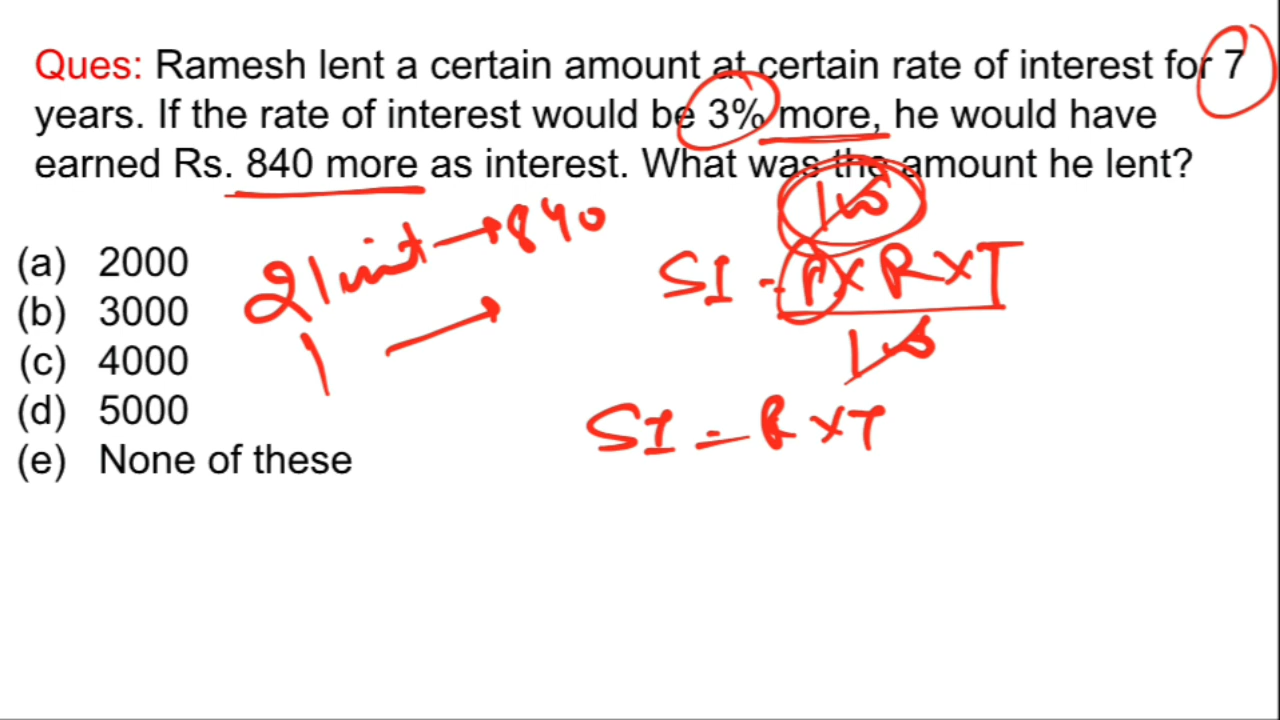 Ques: Ramesh lent a certain amount at certain rate of interest for 7
years. If the rate of interest would be 3% more, he would have
earned Rs. 840 more as interest. What was the amount he lent?
100
21 unit → 840
SI = P × R × T
(a) 2000
(b) 3000
1 →
100
(c) 4000
(d) 5000
SI = R × T
(e) None of these